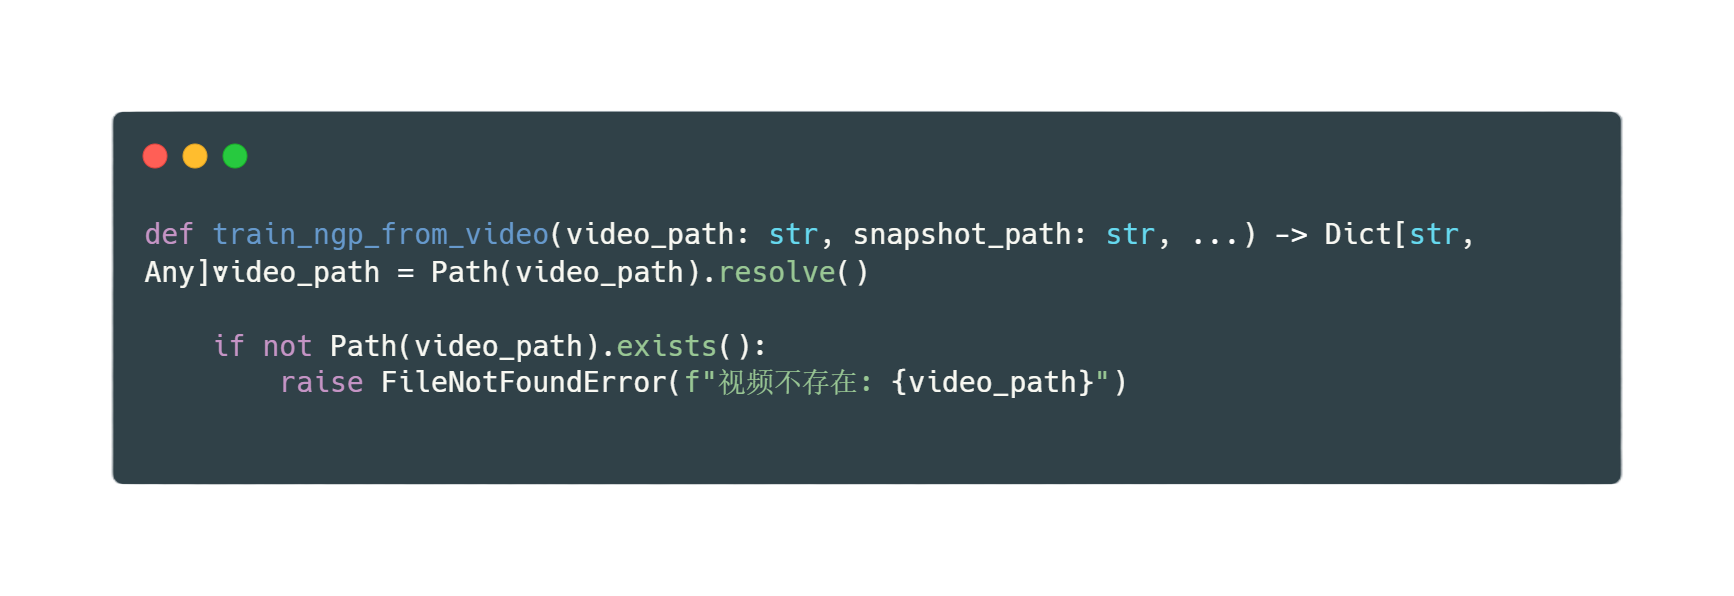 def train_ngp_from_video(video_path: str, snapshot_path: str, ...) -> Dict[str,
Any]:video_path = Path(video_path).resolve()
if not Path(video_path).exists():
raise FileNotFoundError(f"视频不存在: {video_path}")